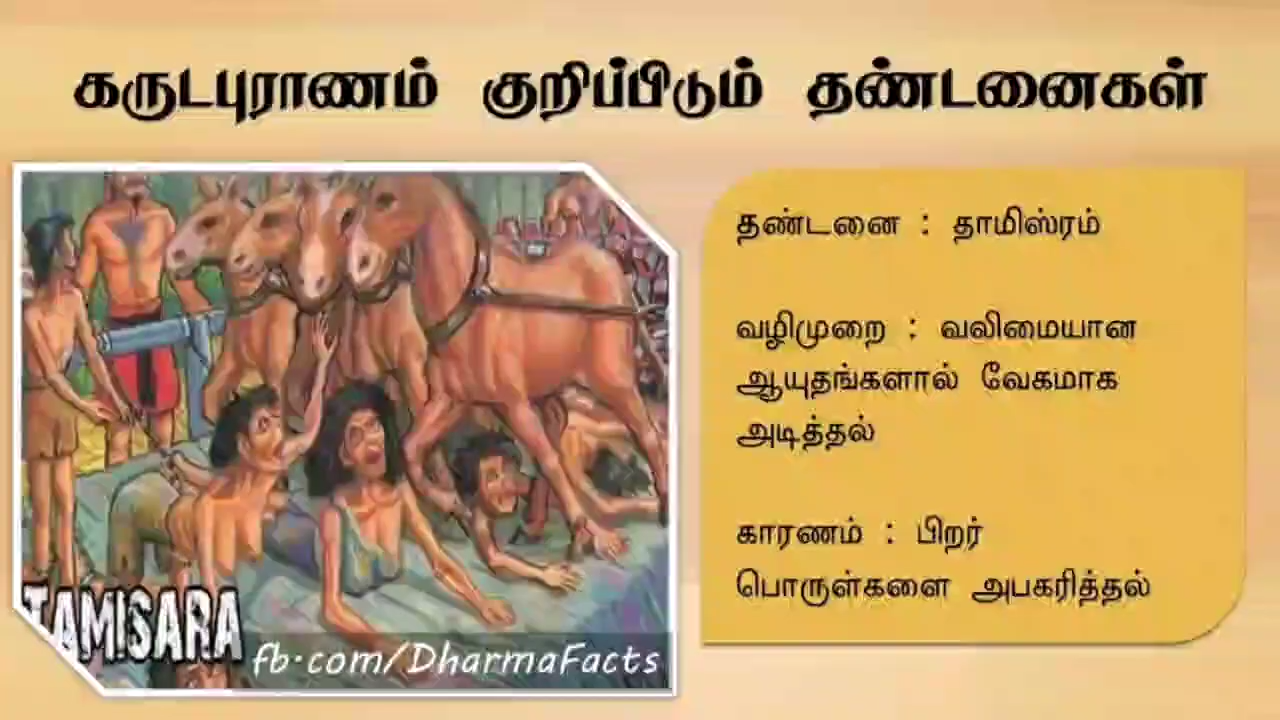 கருடபுராணம் குறிப்பிடும் தண்டனைகள்
தண்டனை : தாமிஸ்ரம்
வழிமுறை : வலிமையான
ஆயுதங்களால் வேகமாக
அடித்தல்
காரணம் : பிறர்
பொருள்களை அபகரித்தல்
TAMISARA
fb.com/DharmaFacts